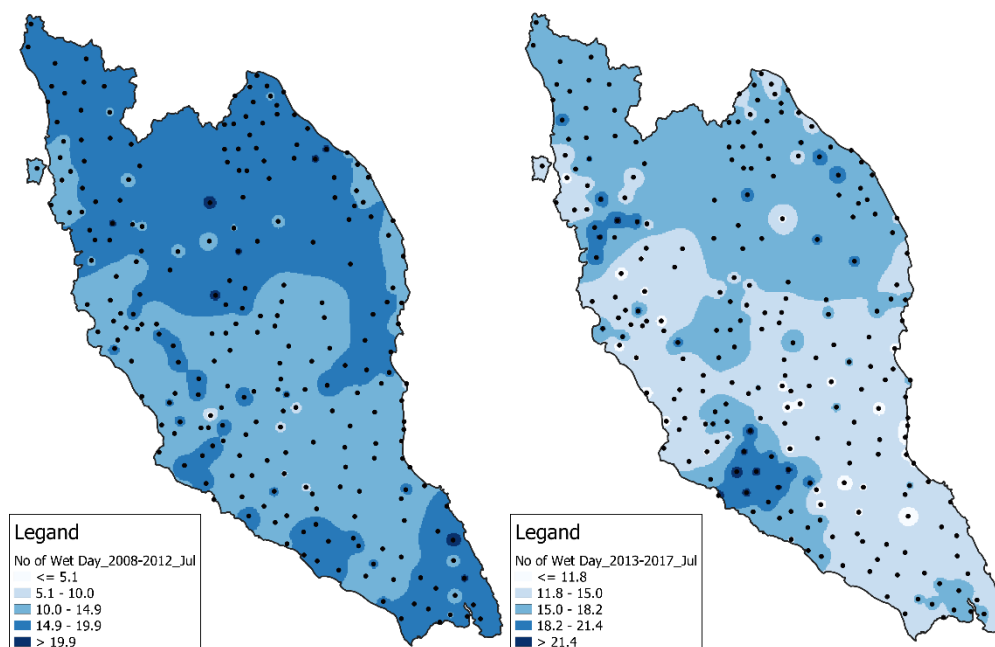 Legand
No of Wet Day_2008-2012_Jul
<= 5.1
5.1 - 10.0
10.0 - 14.9
14.9 - 19.9
> 19.9
Legand
No of Wet Day_2013-2017_Jul
<= 11.8
11.8 - 15.0
15.0 - 18.2
18.2 - 21.4
> 21.4